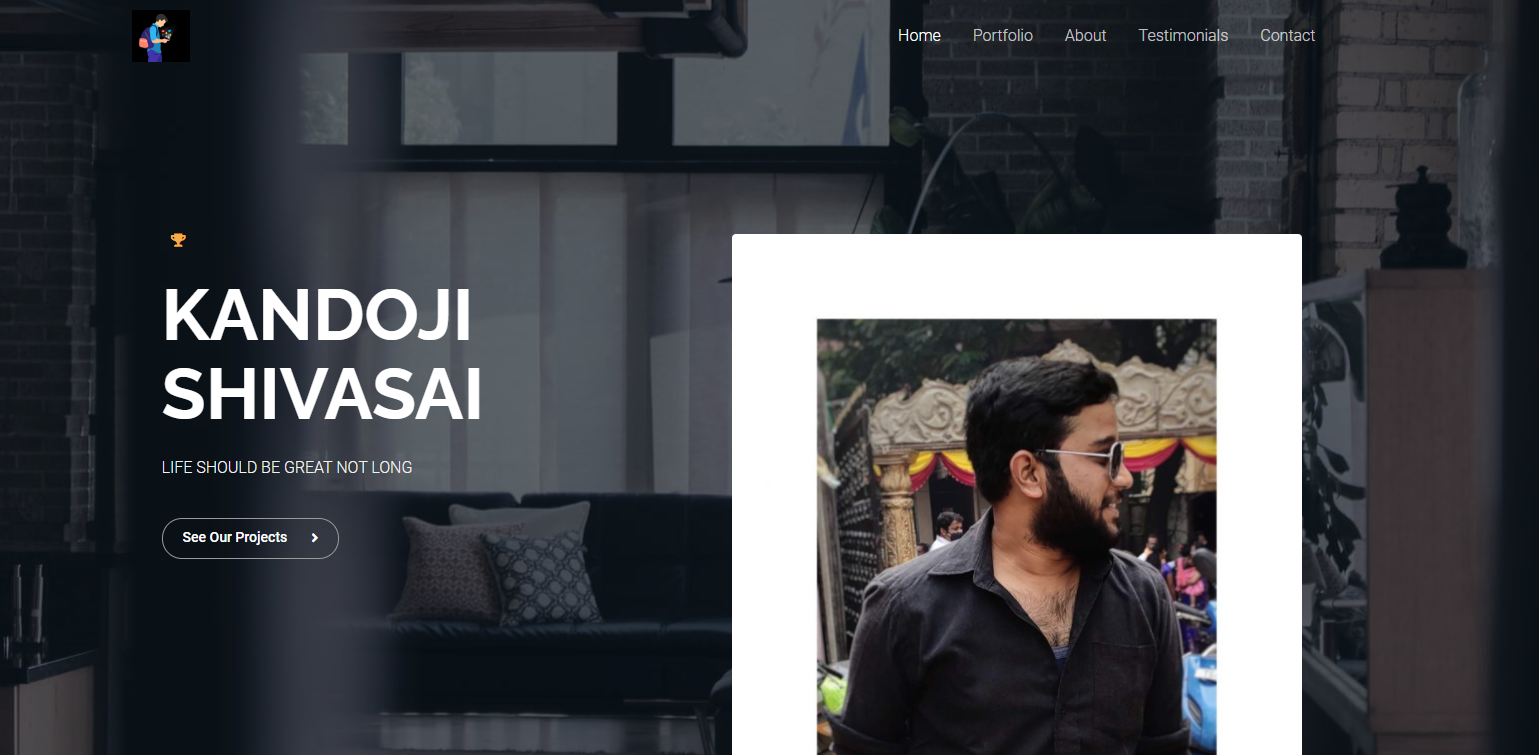 Home Portfolio About Testimonials Contact
KANDOJI
SHIVASAI
LIFE SHOULD BE GREAT NOT LONG
See Our Projects